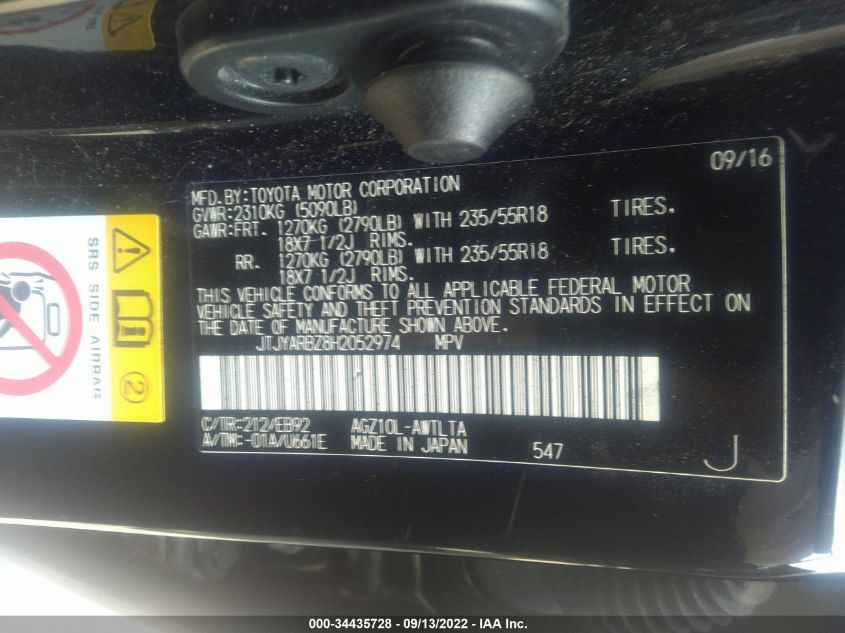 09/16
MFD.BY:TOYOTA MOTOR CORPORATION
GVWR:2310KG (5090LB)
GAWR:FRT. 1270KG (2790LB) WITH 235/55R18 TIRES.
18X7 1/2J RIMS.
RR. 1270KG (2790LB) WITH 235/55R18 TIRES.
18X7 1/2J RIMS.
THIS VEHICLE CONFORMS TO ALL APPLICABLE FEDERAL MOTOR
VEHICLE SAFETY AND THEFT PREVENTION STANDARDS IN EFFECT ON
THE DATE OF MANUFACTURE SHOWN ABOVE.
JTJYARBZ8H2052974 MPV
C/TR:212/EB92 AGZ10L-AWTLTA
A/TM:-01A/U661E MADE IN JAPAN 547 J
SRS SIDE AIRBAG
2
000-34435728 - 09/13/2022 - IAA Inc.